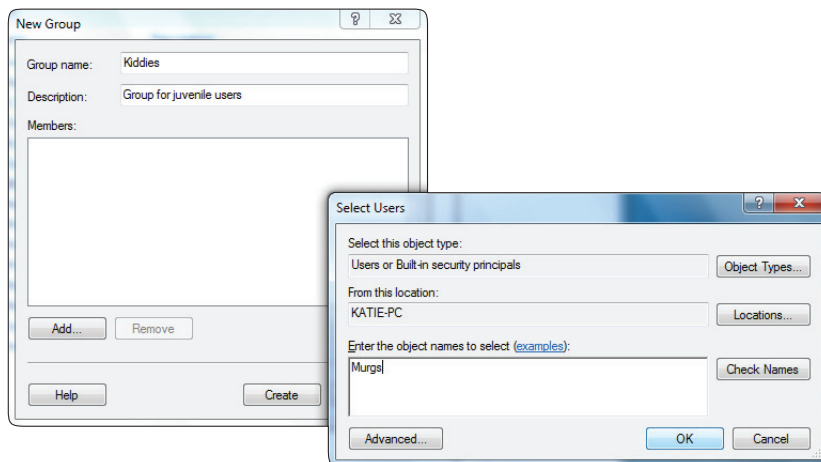 New Group
Group name: Kiddies
Description: Group for juvenile users
Members:
Add... Remove
Help Create
Select Users
Select this object type:
Users or Built-in security principals Object Types...
From this location:
KATIE-PC Locations...
Enter the object names to select (examples):
Murgs Check Names
Advanced... OK Cancel